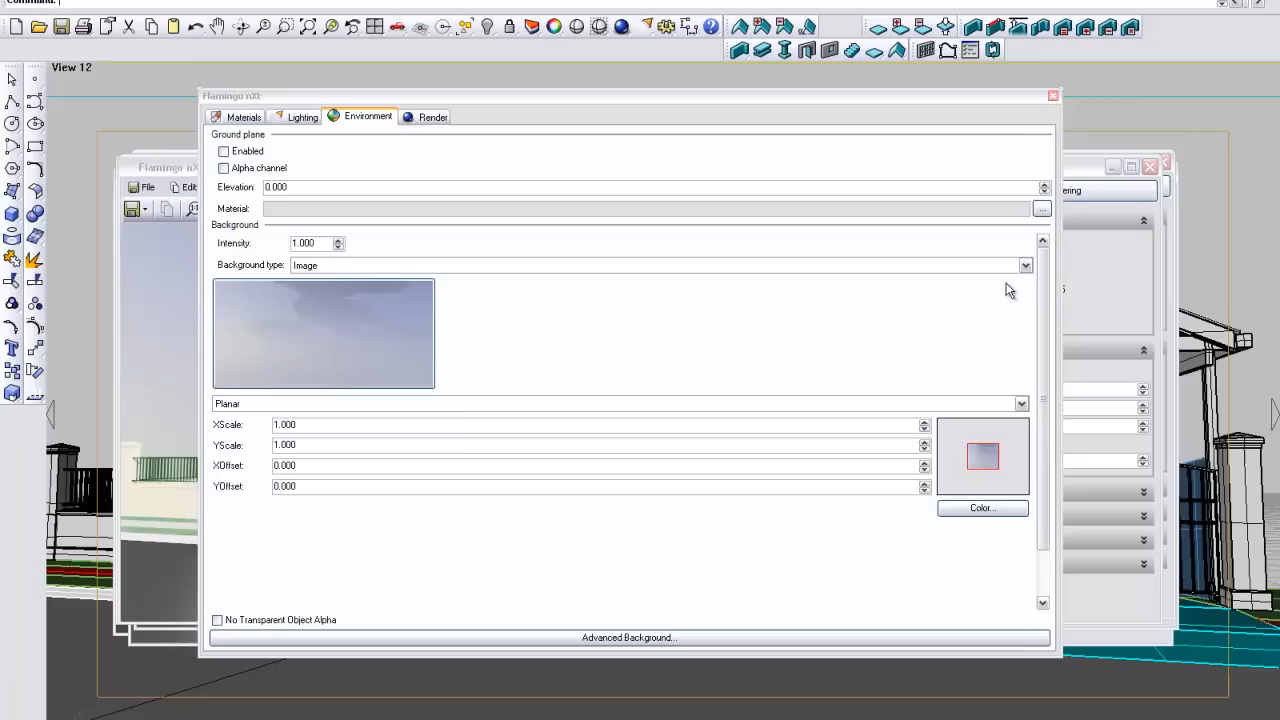 Command:
View 12
Flamingo nXt
Materials Lighting Environment Render
Ground plane
Enabled
Alpha channel
Elevation: 0.000
Material: ...
Background
Intensity: 1.000
Background type: Image
Planar
XScale: 1.000
YScale: 1.000
XOffset: 0.000
YOffset: 0.000
Color...
No Transparent Object Alpha
Advanced Background...
Flamingo nX
File Edit
ering